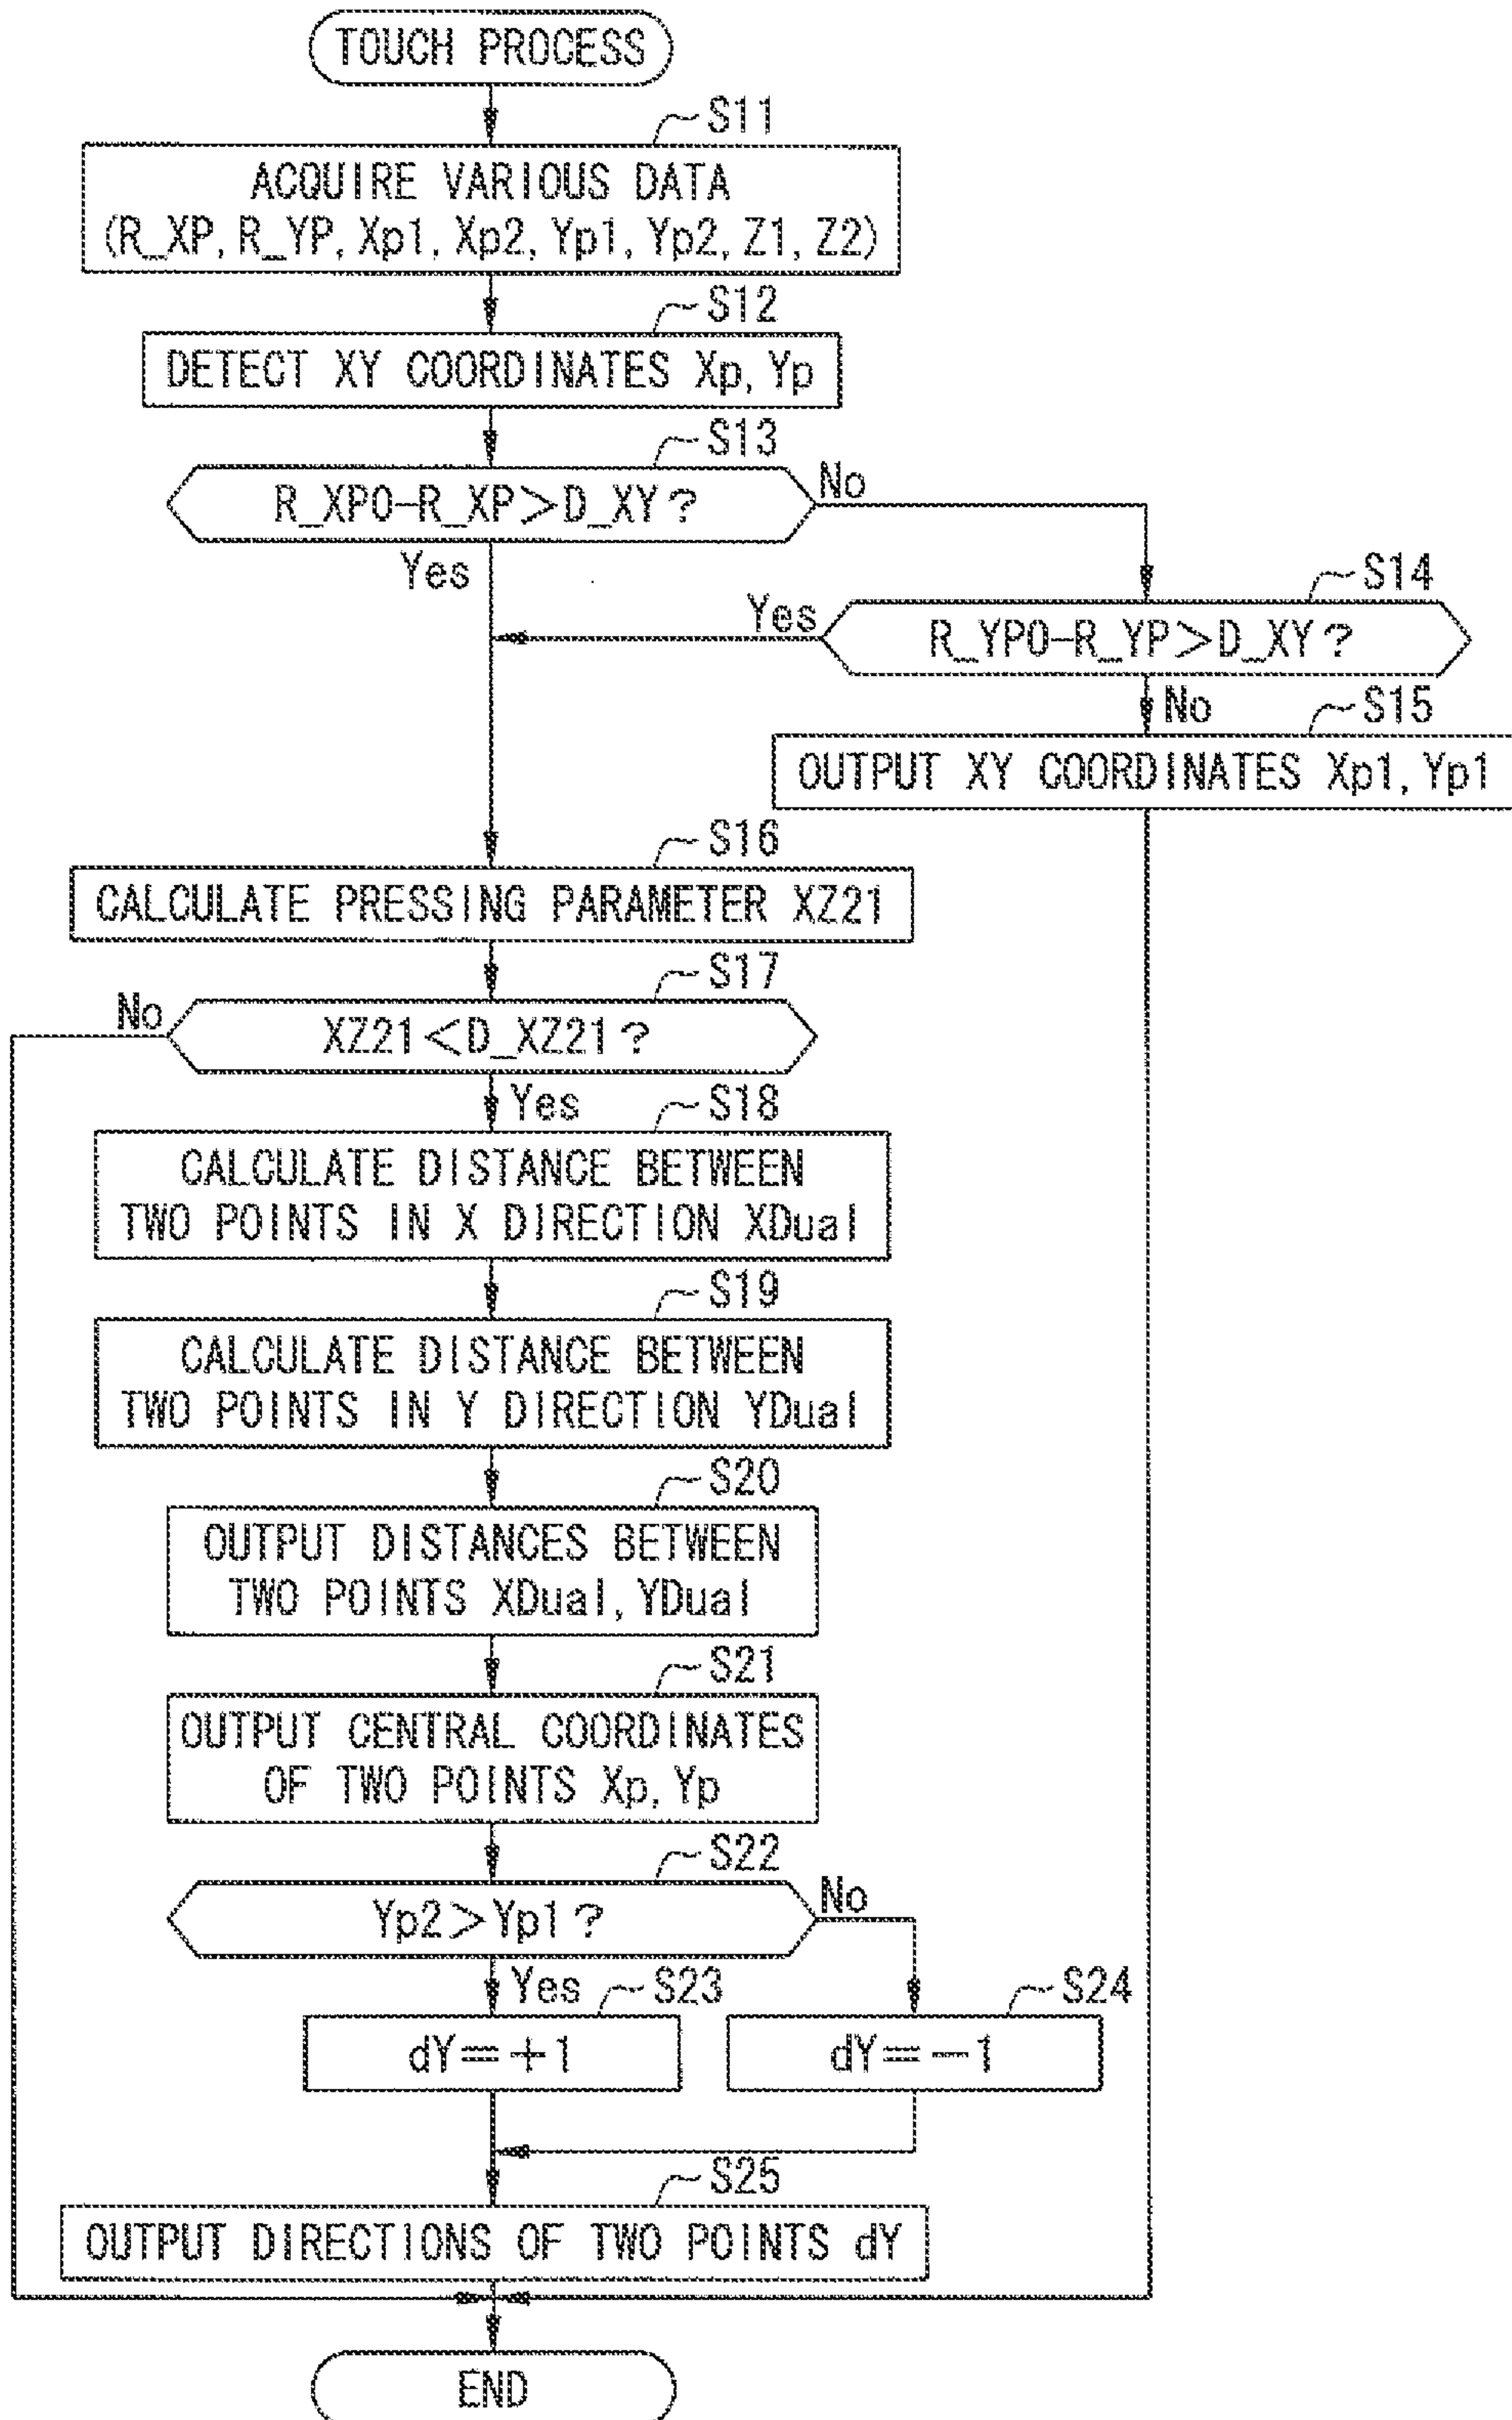 TOUCH PROCESS
S11
ACQUIRE VARIOUS DATA
(R_XP, R_YP, Xp1, Xp2, Yp1, Yp2, Z1, Z2)
S12
DETECT XY COORDINATES Xp, Yp
S13
R_XP0-R_XP>D_XY?
No
Yes
S14
R_YP0-R_YP>D_XY?
Yes
No
S15
OUTPUT XY COORDINATES Xp1, Yp1
S16
CALCULATE PRESSING PARAMETER XZ21
S17
XZ21<D_XZ21?
No
Yes
S18
CALCULATE DISTANCE BETWEEN
TWO POINTS IN X DIRECTION XDual
S19
CALCULATE DISTANCE BETWEEN
TWO POINTS IN Y DIRECTION YDual
S20
OUTPUT DISTANCES BETWEEN
TWO POINTS XDual, YDual
S21
OUTPUT CENTRAL COORDINATES
OF TWO POINTS Xp, Yp
S22
Yp2>Yp1?
No
Yes
S23
dY=+1
S24
dY=-1
S25
OUTPUT DIRECTIONS OF TWO POINTS dY
END